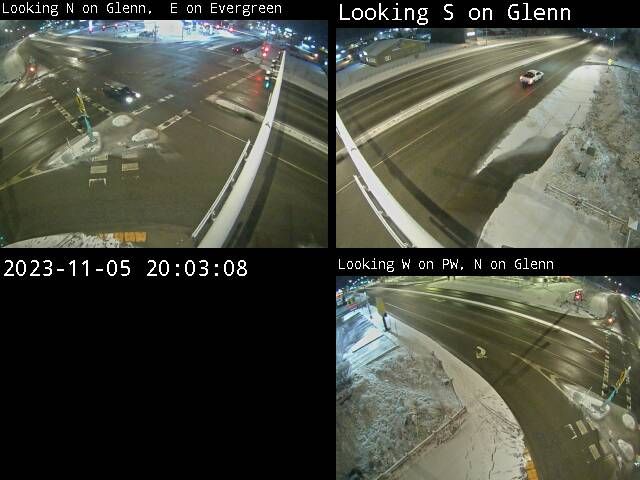 Looking N on Glenn, E on Evergreen
Looking S on Glenn
2023-11-05 20:03:08
Looking W on PW, N on Glenn